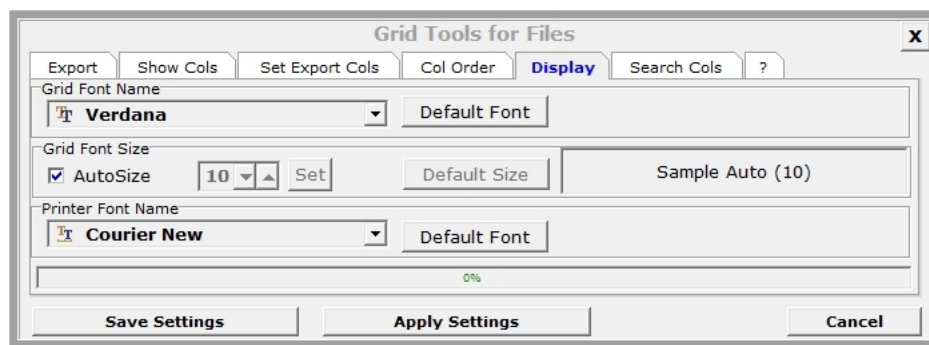 Grid Tools for Files
X
Export Show Cols Set Export Cols Col Order Display Search Cols ?
Grid Font Name
Verdana Default Font
Grid Font Size
AutoSize 10 Set Default Size Sample Auto (10)
Printer Font Name
Courier New Default Font
0%
Save Settings Apply Settings Cancel